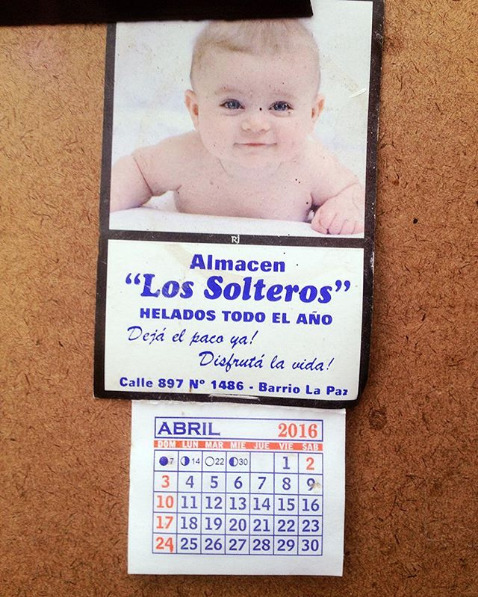 RJ
Almacen
“Los Solteros”
HELADOS TODO EL AÑO
Dejá el paco ya!
Disfrutá la vida!
Calle 897 Nº 1486 - Barrio La Paz
ABRIL 2016
DOM LUN MAR MIE JUE VIE SAB
7 14 22 30 1 2
3 4 5 6 7 8 9
10 11 12 13 14 15 16
17 18 19 20 21 22 23
24 25 26 27 28 29 30